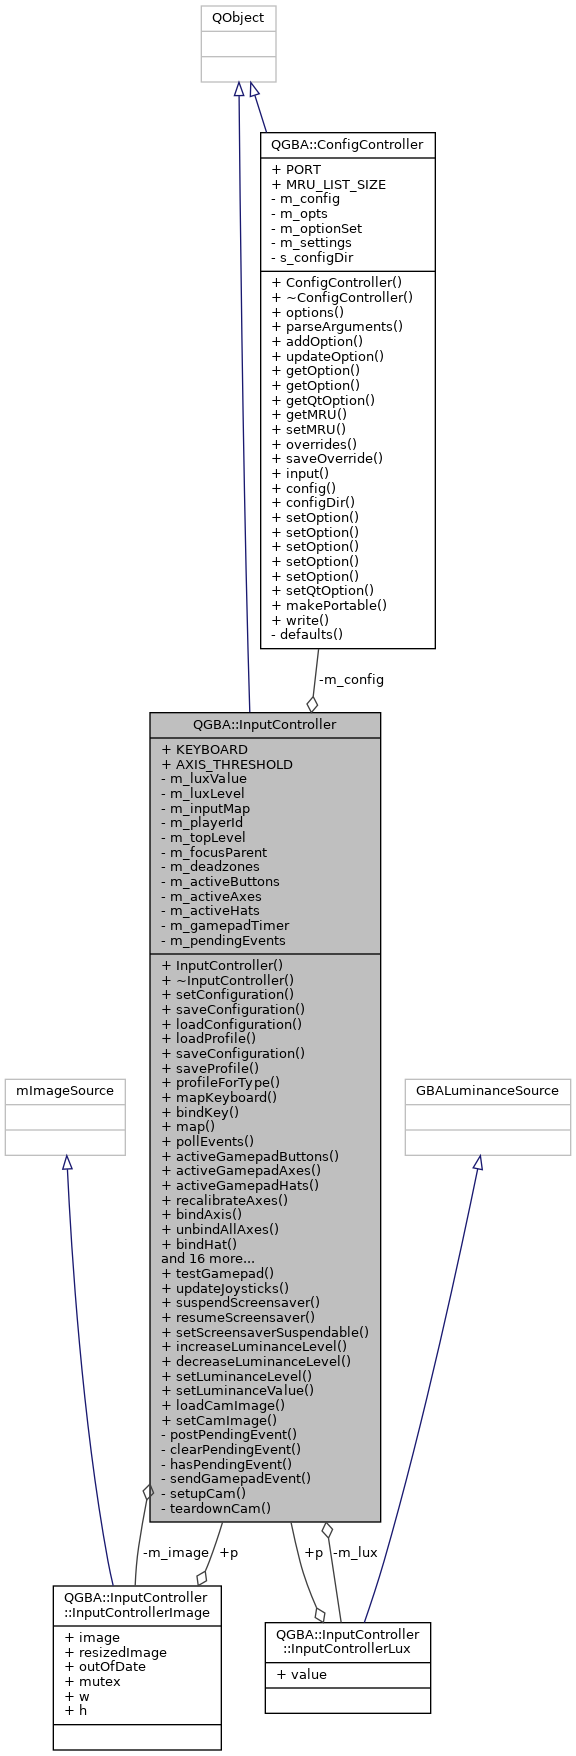 QObject
QGBA::ConfigController
+ PORT
+ MRU_LIST_SIZE
- m_config
- m_opts
- m_optionSet
- m_settings
- s_configDir
+ ConfigController()
+ ~ConfigController()
+ options()
+ parseArguments()
+ addOption()
+ updateOption()
+ getOption()
+ getOption()
+ getQtOption()
+ getMRU()
+ setMRU()
+ overrides()
+ saveOverride()
+ input()
+ config()
+ configDir()
+ setOption()
+ setOption()
+ setOption()
+ setOption()
+ setOption()
+ setQtOption()
+ makePortable()
+ write()
- defaults()
-m_config
QGBA::InputController
+ KEYBOARD
+ AXIS_THRESHOLD
- m_luxValue
- m_luxLevel
- m_inputMap
- m_playerId
- m_topLevel
- m_focusParent
- m_deadzones
- m_activeButtons
- m_activeAxes
- m_activeHats
- m_gamepadTimer
- m_pendingEvents
+ InputController()
+ ~InputController()
+ setConfiguration()
+ saveConfiguration()
+ loadConfiguration()
+ loadProfile()
+ saveConfiguration()
+ saveProfile()
+ profileForType()
+ mapKeyboard()
+ bindKey()
+ map()
+ pollEvents()
+ activeGamepadButtons()
+ activeGamepadAxes()
+ activeGamepadHats()
+ recalibrateAxes()
+ bindAxis()
+ unbindAllAxes()
+ bindHat()
and 16 more...
+ testGamepad()
+ updateJoysticks()
+ suspendScreensaver()
+ resumeScreensaver()
+ setScreensaverSuspendable()
+ increaseLuminanceLevel()
+ decreaseLuminanceLevel()
+ setLuminanceLevel()
+ setLuminanceValue()
+ loadCamImage()
+ setCamImage()
- postPendingEvent()
- clearPendingEvent()
- hasPendingEvent()
- sendGamepadEvent()
- setupCam()
- teardownCam()
mImageSource
GBALuminanceSource
-m_image
+p
+p
-m_lux
QGBA::InputController
::InputControllerImage
+ image
+ resizedImage
+ outOfDate
+ mutex
+ w
+ h
QGBA::InputController
::InputControllerLux
+ value